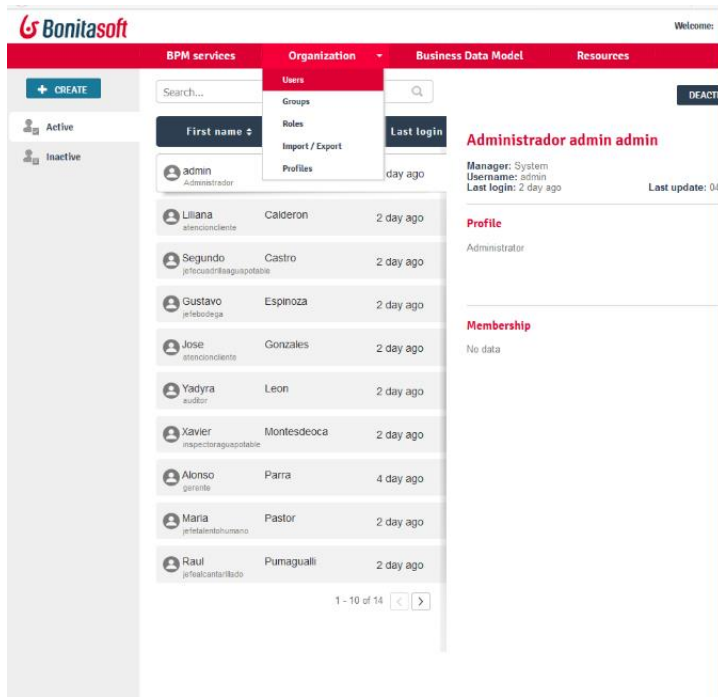 Bonitasoft
Welcome:
BPM services Organization Business Data Model Resources
+ CREATE
Active
Inactive
Search...
Users
Groups
Roles
Import / Export
Profiles
DEACTI
First name Last login
admin day ago
Administrador
Liliana Calderon 2 day ago
atencioncliente
Segundo Castro 2 day ago
jefecuadrillaaguapotable
Gustavo Espinoza 2 day ago
jefebodega
Jose Gonzales 2 day ago
atencioncliente
Yadyra Leon 2 day ago
auditor
Xavier Montesdeoca 2 day ago
inspectoraguapotable
Alonso Parra 4 day ago
gerente
Maria Pastor 2 day ago
jefetalentohumano
Raul Pumagualli 2 day ago
jefealcantarillado
1 - 10 of 14 < >
Administrador admin admin
Manager: System
Username: admin
Last login: 2 day ago Last update: 04
Profile
Administrator
Membership
No data